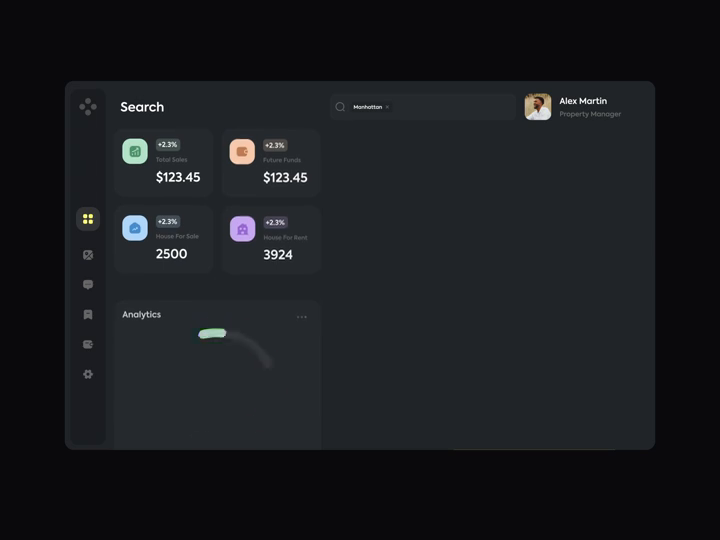 Search
Manhattan ×
Alex Martin
Property Manager
+2.3%
Total Sales
$123.45
+2.3%
Future Funds
$123.45
+2.3%
House For Sale
2500
+2.3%
House For Rent
3924
Analytics